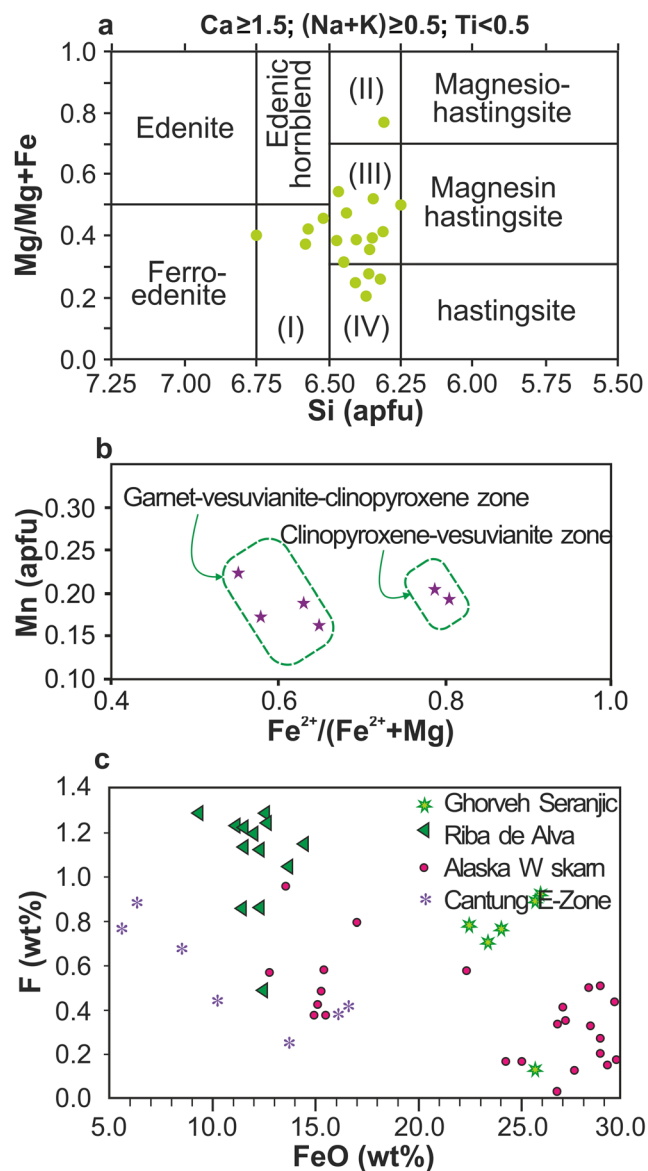 a
Ca≥1.5; (Na+K)≥0.5; Ti<0.5
Mg/Mg+Fe
1.0
0.8
0.6
0.4
0.2
0.0
Edenite
Edenic
hornblend
(II)
Magnesio-
hastingsite
(III)
Magnesin
hastingsite
Ferro-
edenite
(I)
(IV)
hastingsite
7.25
7.00
6.75
6.50
6.25
6.00
5.75
5.50
Si (apfu)
b
Mn (apfu)
0.30
0.25
0.20
0.15
0.10
Garnet-vesuvianite-clinopyroxene zone
Clinopyroxene-vesuvianite zone
0.4
0.6
0.8
1.0
Fe²⁺/(Fe²⁺+Mg)
c
F (wt%)
1.4
1.2
1.0
0.8
0.6
0.4
0.2
0.0
Ghorveh Seranjic
Riba de Alva
Alaska W skarn
Cantung E-Zone
5.0
10.0
15.0
20.0
25.0
30.0
FeO (wt%)